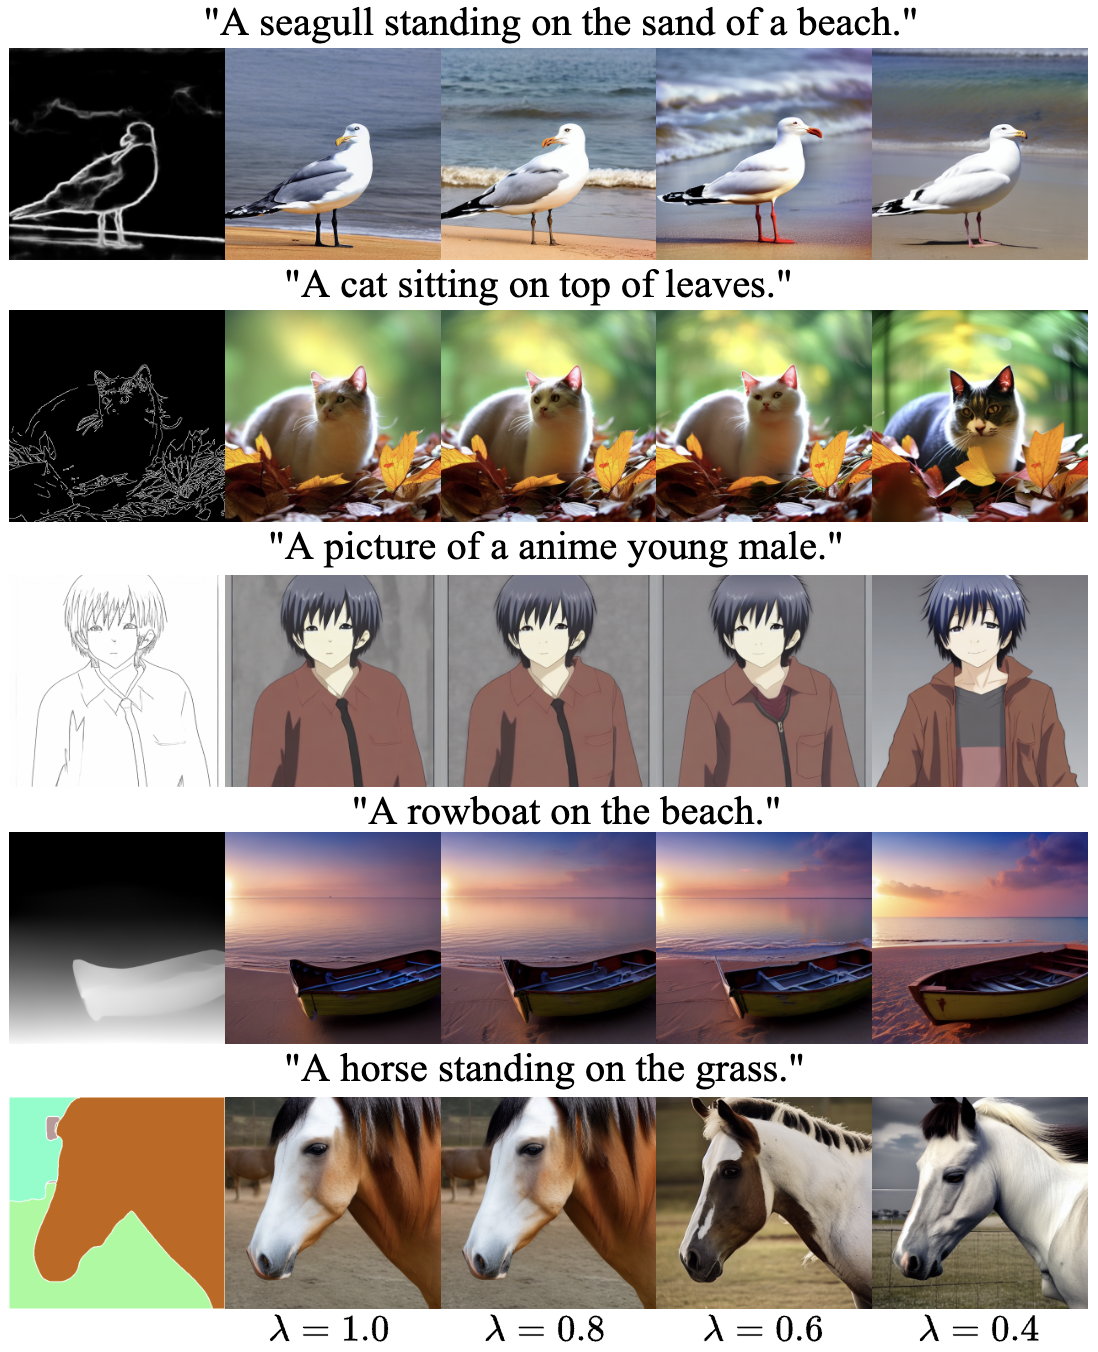 "A seagull standing on the sand of a beach."
"A cat sitting on top of leaves."
"A picture of a anime young male."
"A rowboat on the beach."
"A horse standing on the grass."
λ = 1.0 λ = 0.8 λ = 0.6 λ = 0.4